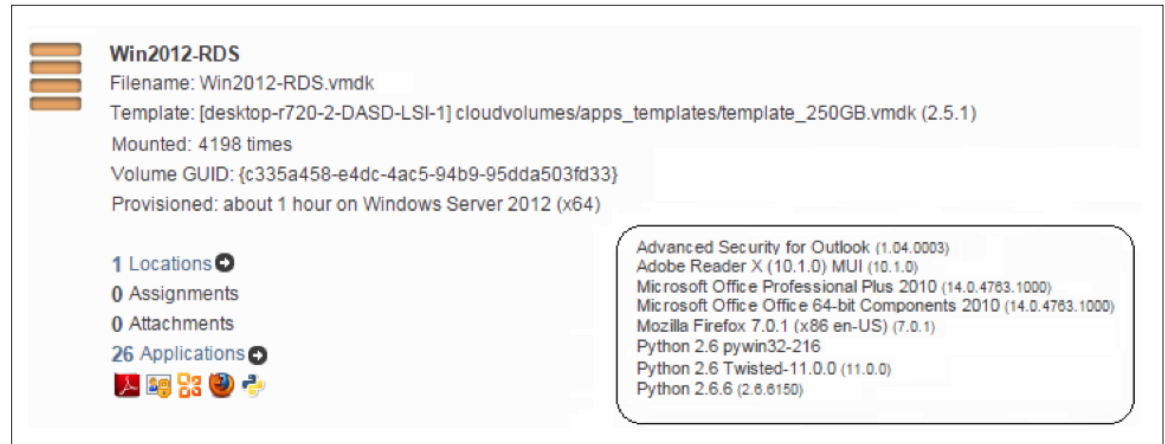 Win2012-RDS
Filename: Win2012-RDS.vmdk
Template: [desktop-r720-2-DASD-LSI-1] cloudvolumes/apps_templates/template_250GB.vmdk (2.5.1)
Mounted: 4198 times
Volume GUID: {c335a458-e4dc-4ac5-94b9-95dda503fd33}
Provisioned: about 1 hour on Windows Server 2012 (x64)
1 Locations
0 Assignments
0 Attachments
26 Applications
Advanced Security for Outlook (1.04.0003)
Adobe Reader X (10.1.0) MUI (10.1.0)
Microsoft Office Professional Plus 2010 (14.0.4763.1000)
Microsoft Office Office 64-bit Components 2010 (14.0.4763.1000)
Mozilla Firefox 7.0.1 (x86 en-US) (7.0.1)
Python 2.6 pywin32-216
Python 2.6 Twisted-11.0.0 (11.0.0)
Python 2.6.6 (2.6.6150)